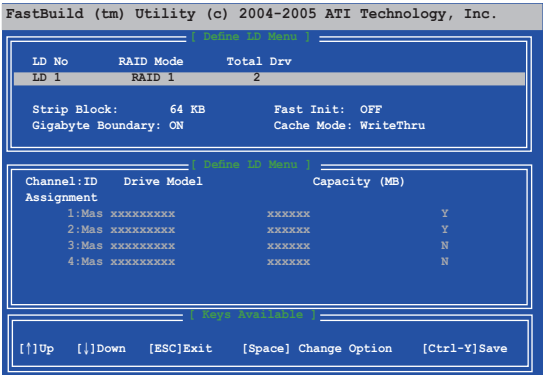 FastBuild (tm) Utility (c) 2004-2005 ATI Technology, Inc.
[ Define LD Menu ]
LD No RAID Mode Total Drv
LD 1 RAID 1 2
Strip Block: 64 KB Fast Init: OFF
Gigabyte Boundary: ON Cache Mode: WriteThru
[ Define LD Menu ]
Channel:ID Drive Model Capacity (MB)
Assignment
1:Mas xxxxxxxxx xxxxxx Y
2:Mas xxxxxxxxx xxxxxx Y
3:Mas xxxxxxxxx xxxxxx N
4:Mas xxxxxxxxx xxxxxx N
[ Keys Available ]
[↑]Up [↓]Down [ESC]Exit [Space] Change Option [Ctrl-Y]Save